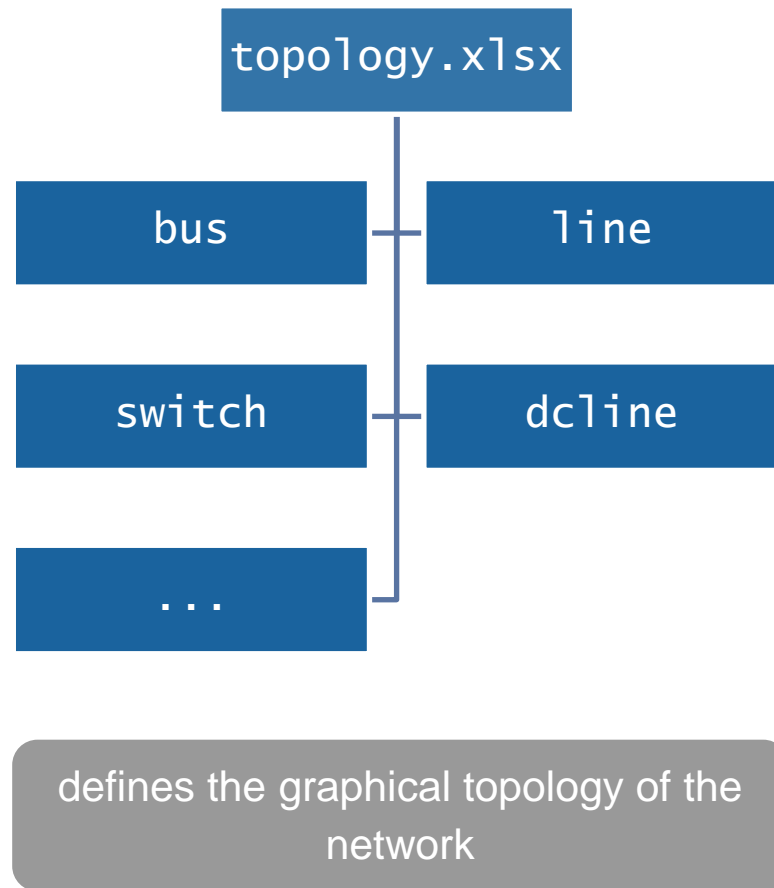 topology.xlsx
bus
line
switch
dcline
...
defines the graphical topology of the
network